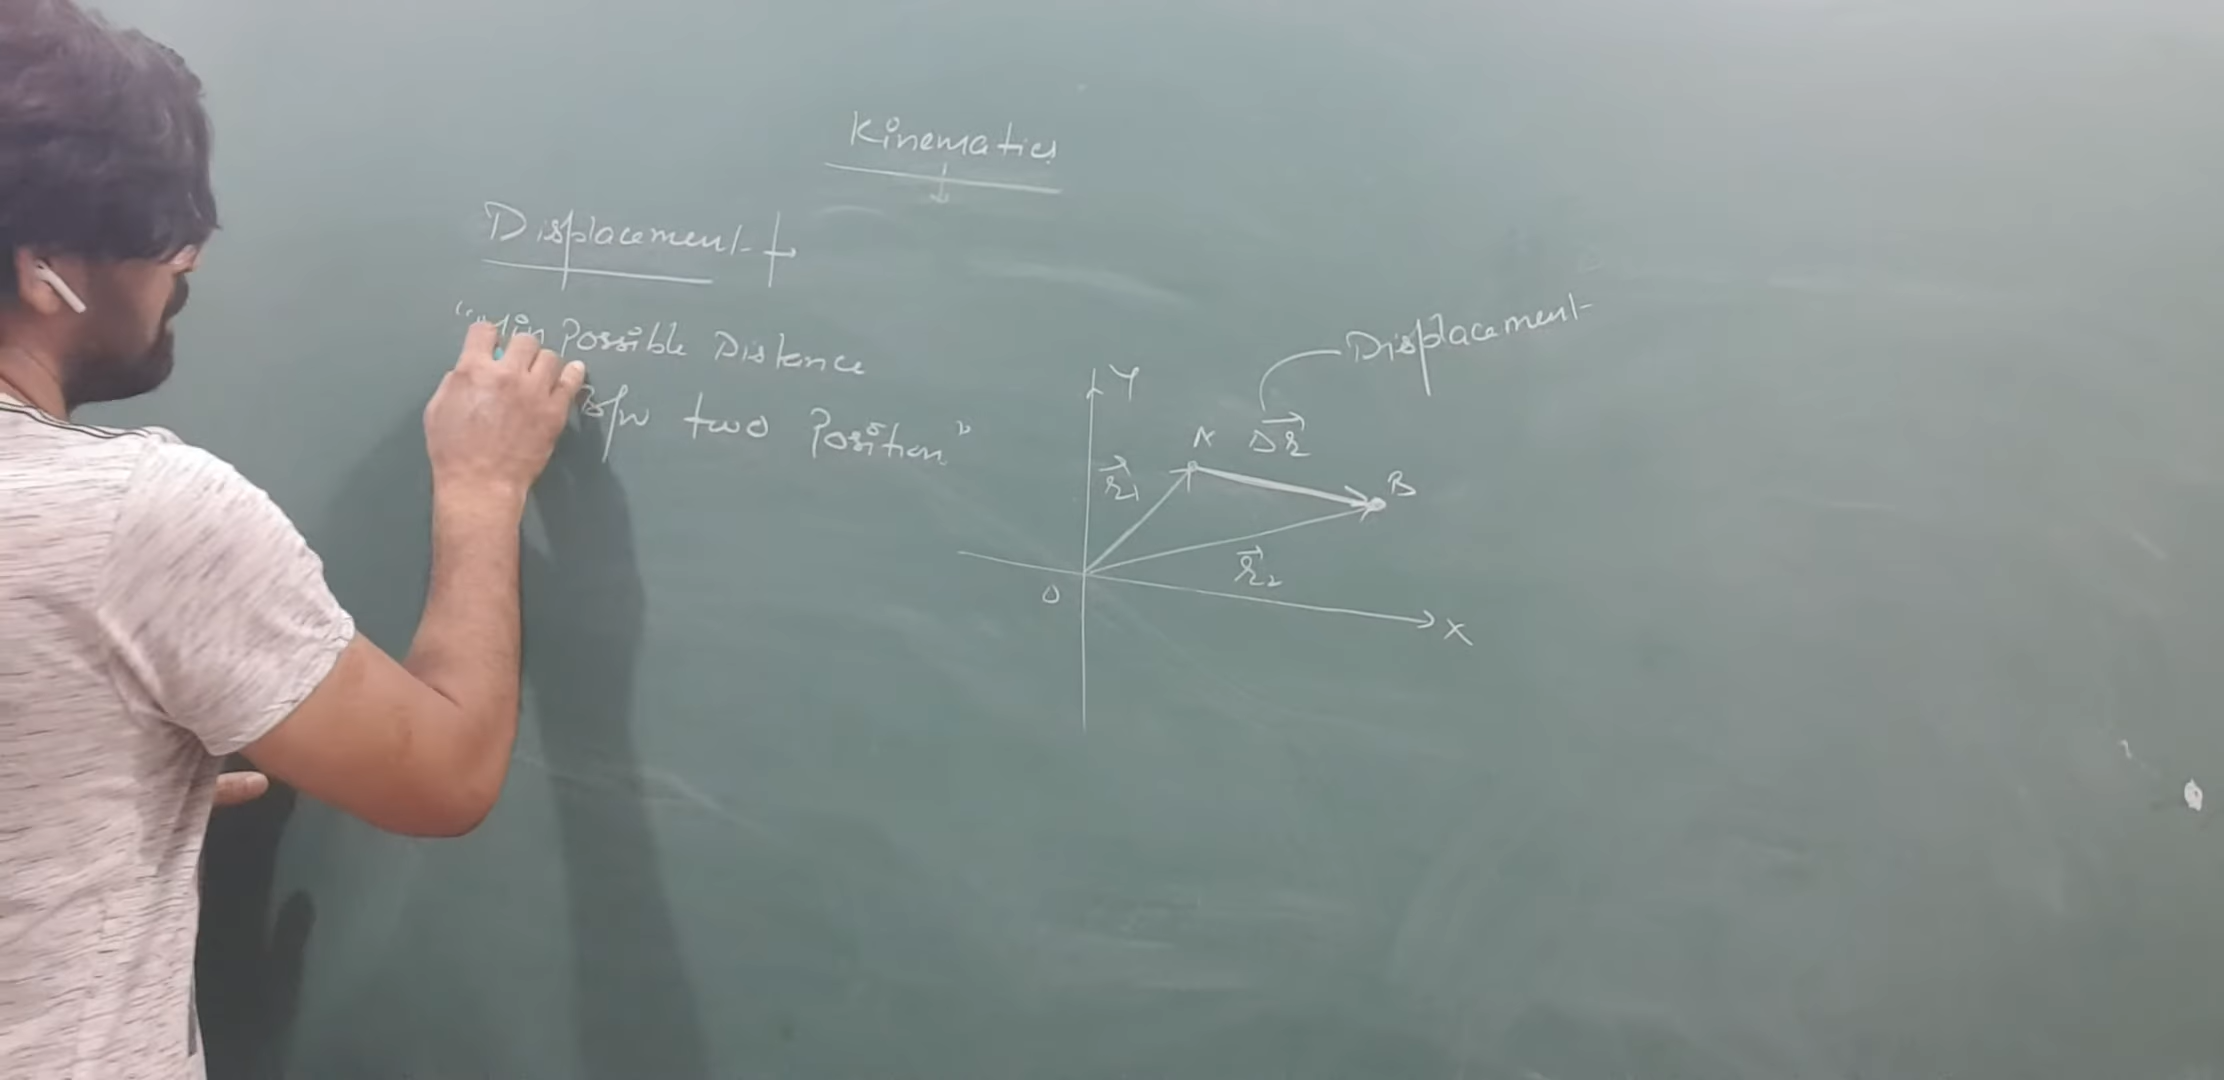 Kinematics
Displacement →
"Min Possible Distance
B/w two Position"
Displacement
Y
A
Δr⃗
B
r⃗₁
r⃗₂
O
X